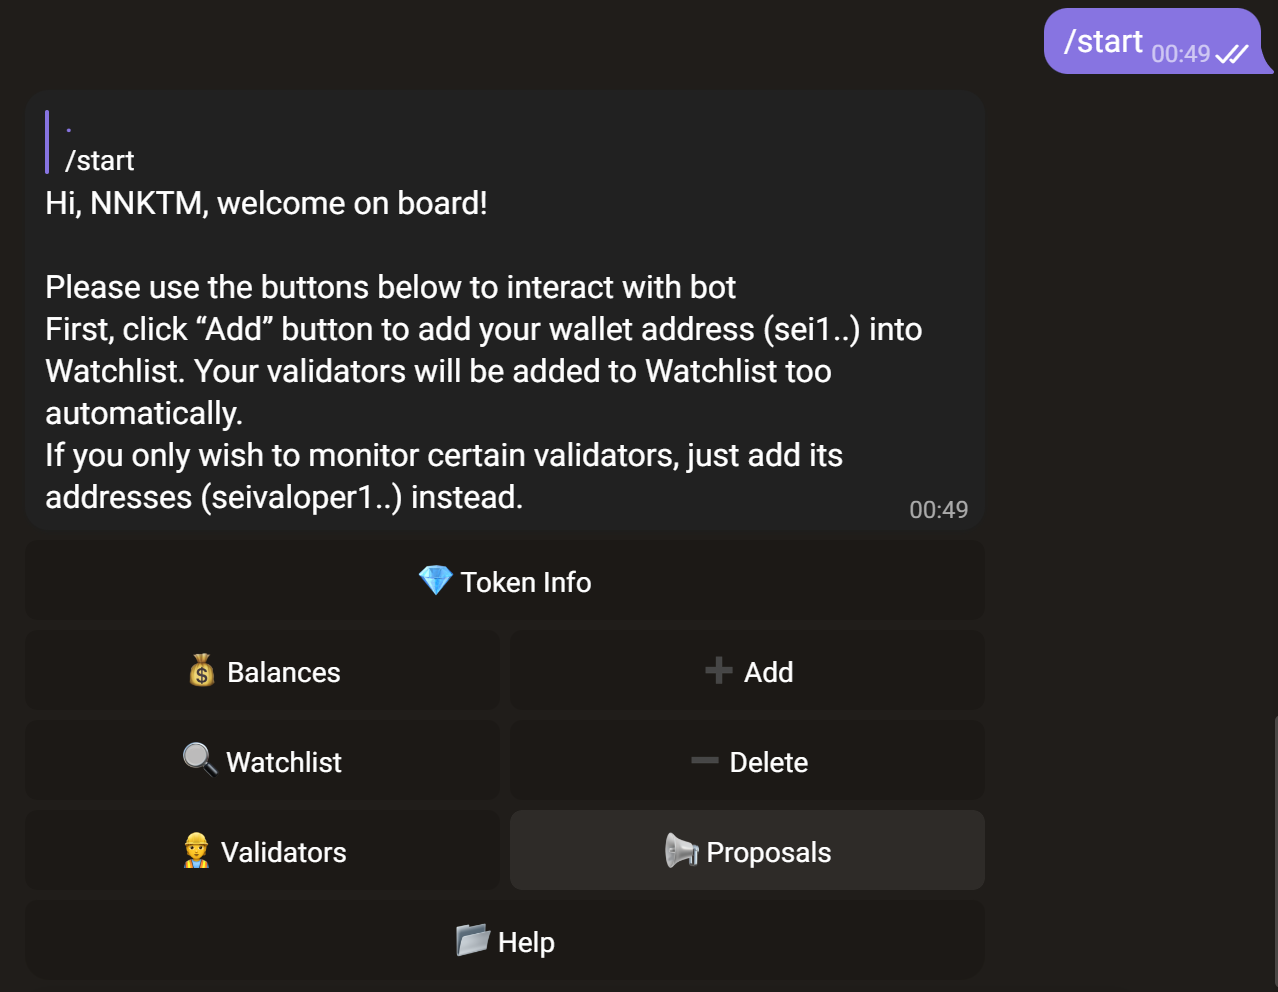 /start 00:49
.
/start
Hi, NNKTM, welcome on board!
Please use the buttons below to interact with bot
First, click “Add” button to add your wallet address (sei1..) into
Watchlist. Your validators will be added to Watchlist too
automatically.
If you only wish to monitor certain validators, just add its
addresses (seivaloper1..) instead.
00:49
Token Info
Balances
Add
Watchlist
Delete
Validators
Proposals
Help